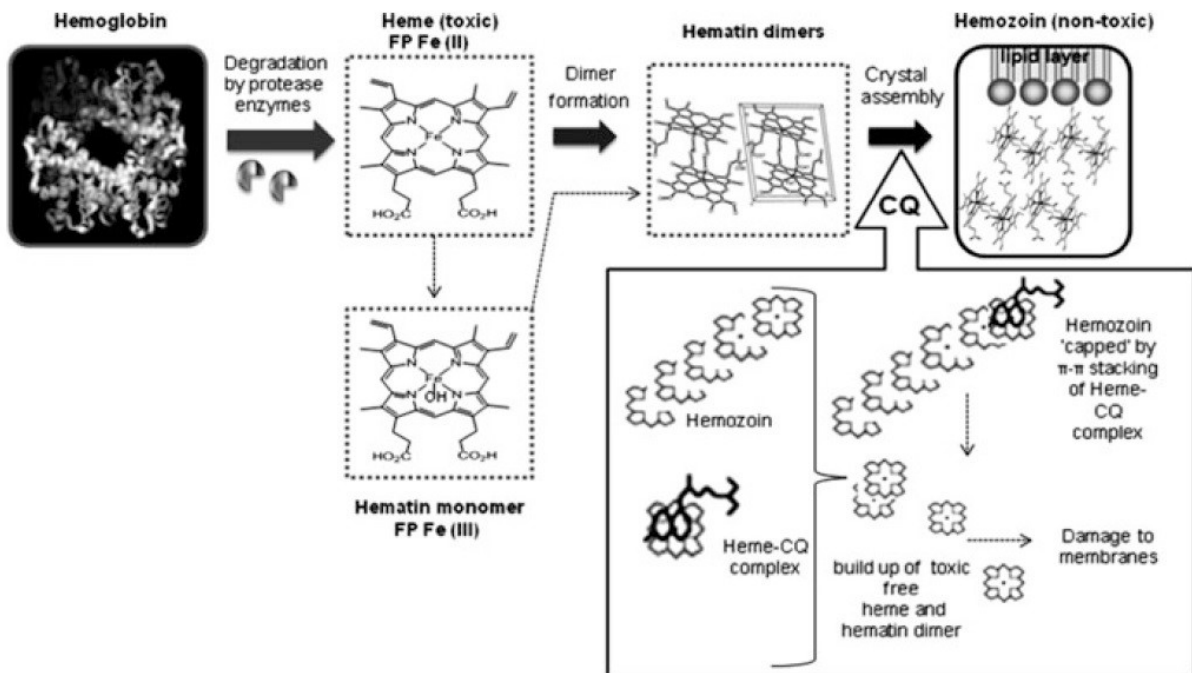 Hemoglobin
Degradation
by protease
enzymes
Heme (toxic)
FP Fe (II)
N
N
Fe
N
N
HO₂C
CO₂H
Dimer
formation
Hematin dimers
Crystal
assembly
Hemozoin (non-toxic)
lipid layer
CQ
N
N
Fe
OH
N
N
HO₂C
CO₂H
Hematin monomer
FP Fe (III)
Hemozoin
Heme-CQ
complex
Hemozoin
'capped' by
π-π stacking
of Heme-
CQ
complex
build up of toxic
free
heme and
hematin dimer
Damage to
membranes